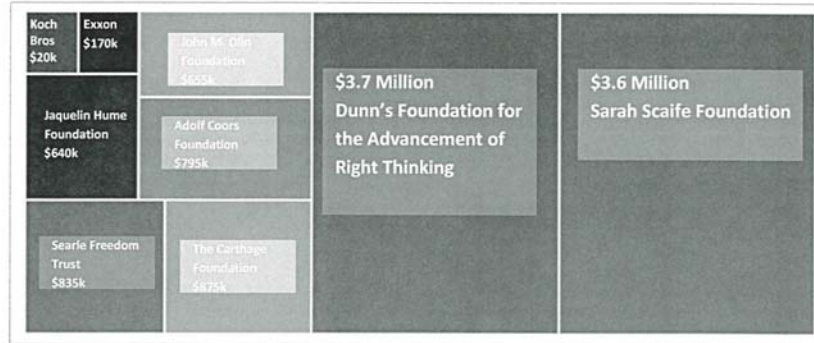 Koch
Bros
$20k
Exxon
$170k
John M. Olin
Foundation
$655k
Jaquelin Hume
Foundation
$640k
Adolf Coors
Foundation
$795k
Searle Freedom
Trust
$835k
The Carthage
Foundation
$875k
$3.7 Million
Dunn's Foundation for
the Advancement of
Right Thinking
$3.6 Million
Sarah Scaife Foundation